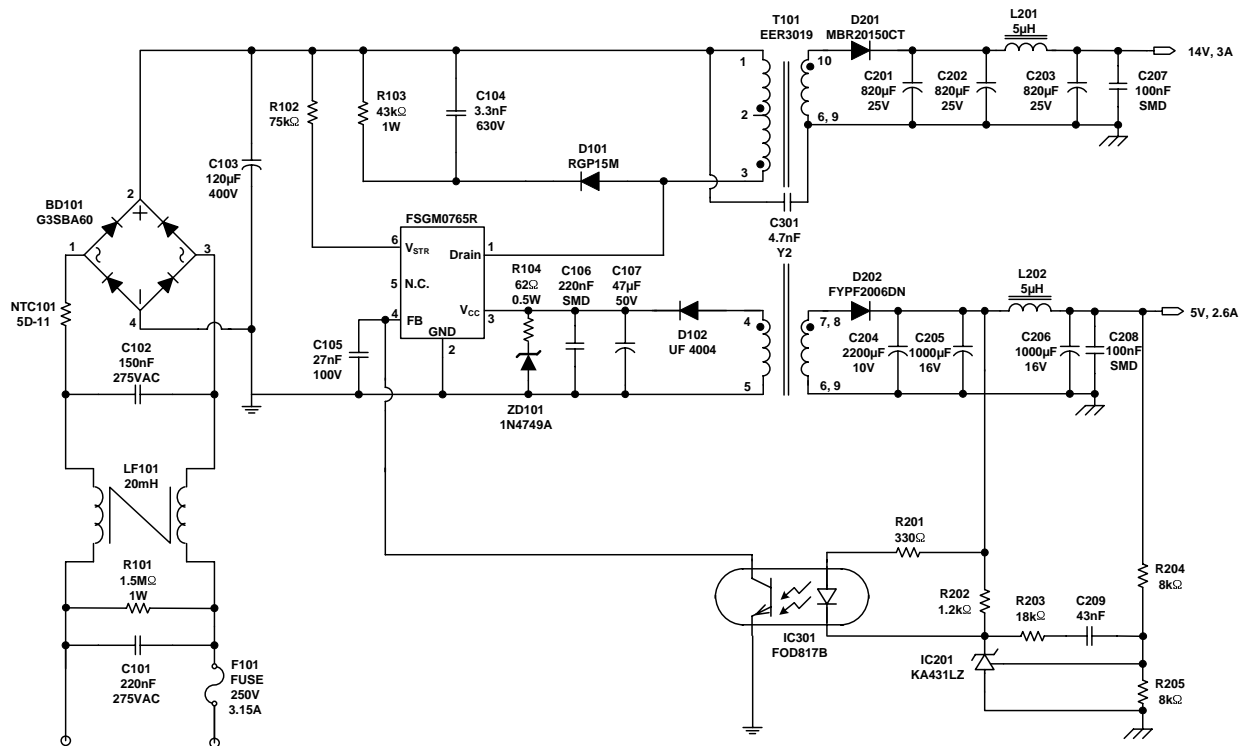 T101
EER3019
D201
MBR20150CT
L201
5μH
14V, 3A
1
2
3
10
6, 9
C201
820μF
25V
C202
820μF
25V
C203
820μF
25V
C207
100nF
SMD
R102
75kΩ
R103
43kΩ
1W
C104
3.3nF
630V
D101
RGP15M
C103
120μF
400V
BD101
G3SBA60
2
1
3
4
NTC101
5D-11
C102
150nF
275VAC
FSGM0765R
6
VSTR
Drain
1
5
N.C.
4
FB
VCC
3
GND
2
C105
27nF
100V
R104
62Ω
0.5W
C106
220nF
SMD
C107
47μF
50V
ZD101
1N4749A
D102
UF 4004
C301
4.7nF
Y2
4
5
7, 8
6, 9
D202
FYPF2006DN
L202
5μH
5V, 2.6A
C204
2200μF
10V
C205
1000μF
16V
C206
1000μF
16V
C208
100nF
SMD
LF101
20mH
R101
1.5MΩ
1W
C101
220nF
275VAC
F101
FUSE
250V
3.15A
R201
330Ω
R202
1.2kΩ
R203
18kΩ
C209
43nF
R204
8kΩ
IC301
FOD817B
IC201
KA431LZ
R205
8kΩ